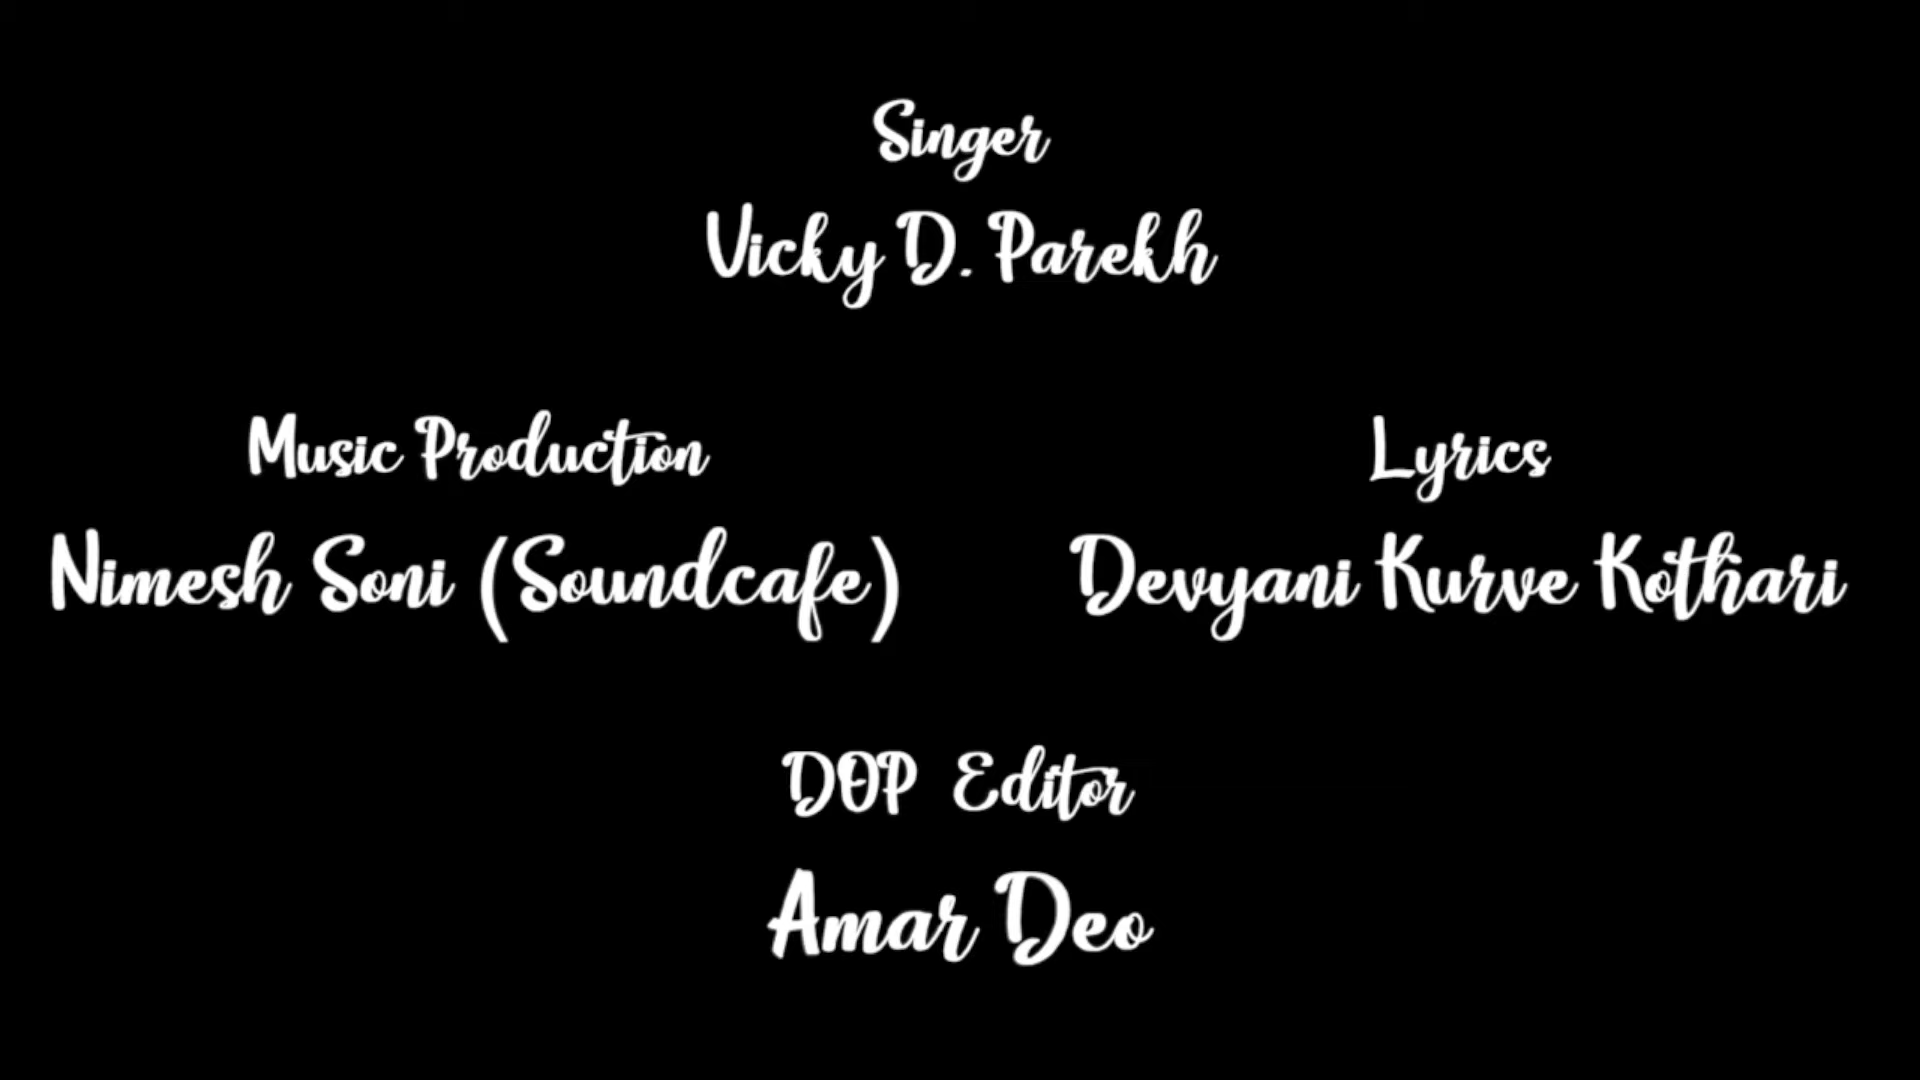 Singer
Vicky D. Parekh
Music Production
Nimesh Soni (Soundcafe)
Lyrics
Devyani Kurve Kothari
DOP Editor
Amar Deo